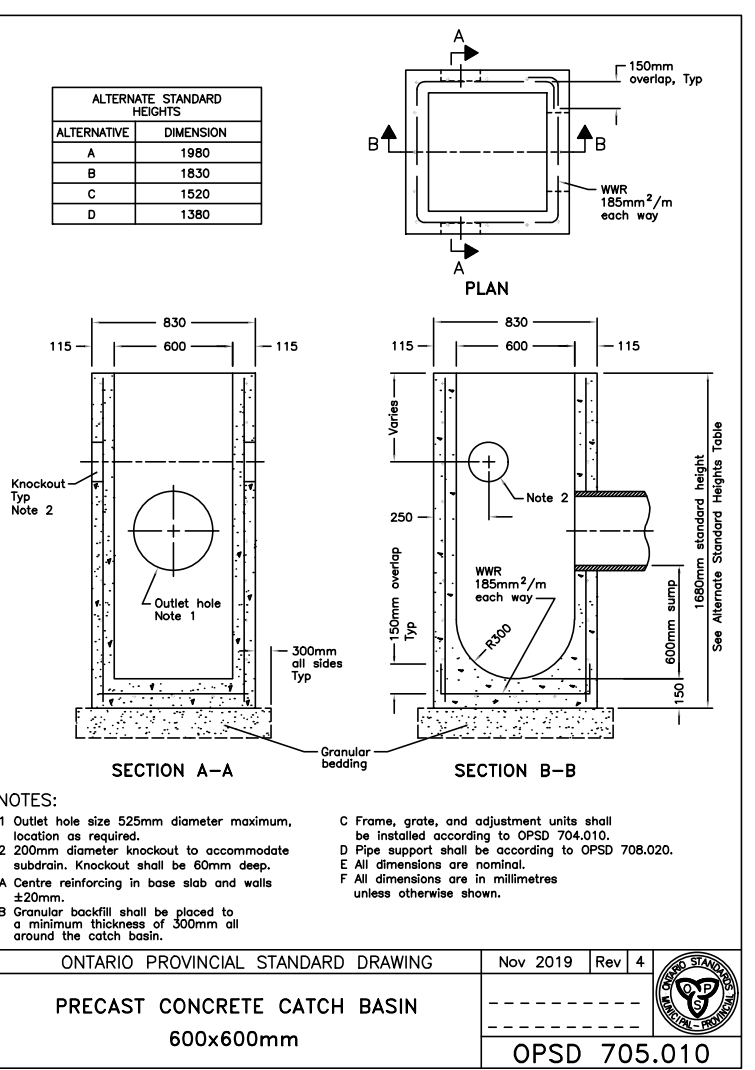 ALTERNATE STANDARD
HEIGHTS
ALTERNATIVE DIMENSION
A 1980
B 1830
C 1520
D 1380
A
150mm
overlap, Typ
B B
WWR
185mm²/m
each way
A
PLAN
830
115 600 115
Knockout
Typ
Note 2
Outlet hole
Note 1
300mm
all sides
Typ
SECTION A-A
830
115 600 115
Varies
Note 2
250
WWR
185mm²/m
each way
150mm overlap
Typ
R300
600mm sump
150
1680mm standard height
See Alternate Standard Heights Table
Granular
bedding
SECTION B-B
NOTES:
1 Outlet hole size 525mm diameter maximum,
location as required.
2 200mm diameter knockout to accommodate
subdrain. Knockout shall be 60mm deep.
A Centre reinforcing in base slab and walls
±20mm.
B Granular backfill shall be placed to
a minimum thickness of 300mm all
around the catch basin.
C Frame, grate, and adjustment units shall
be installed according to OPSD 704.010.
D Pipe support shall be according to OPSD 708.020.
E All dimensions are nominal.
F All dimensions are in millimetres
unless otherwise shown.
ONTARIO PROVINCIAL STANDARD DRAWING
Nov 2019 Rev 4
PRECAST CONCRETE CATCH BASIN
600x600mm
ONTARIO STANDARDS
OPS
MUNICIPAL-PROVINCIAL
OPSD 705.010